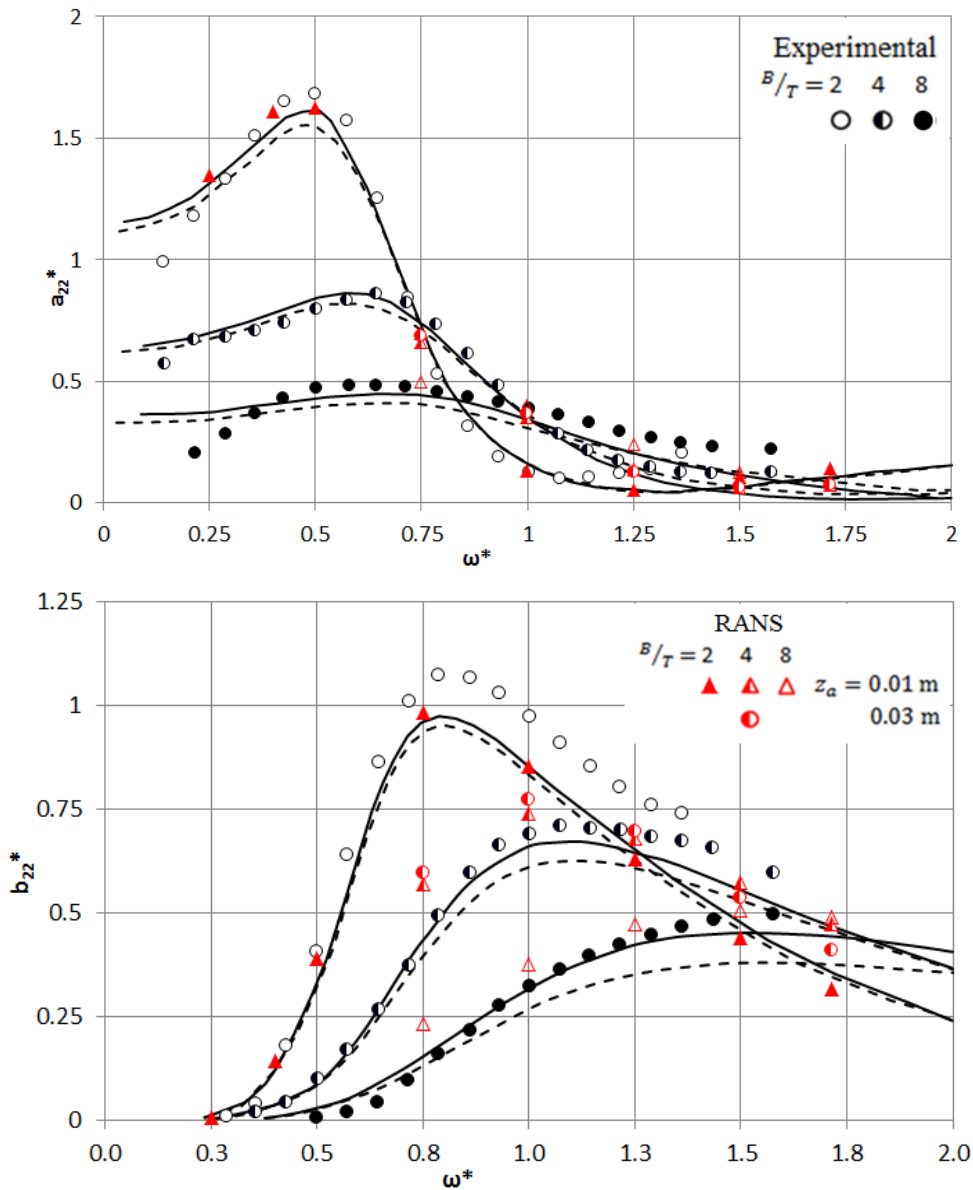 2
Experimental
B/T = 2 4 8
1.5
1
a₂₂*
0.5
0
0 0.25 0.5 0.75 1 1.25 1.5 1.75 2
ω*
1.25
RANS
B/T = 2 4 8
zₐ = 0.01 m
0.03 m
1
0.75
b₂₂*
0.5
0.25
0
0.0 0.3 0.5 0.8 1.0 1.3 1.5 1.8 2.0
ω*